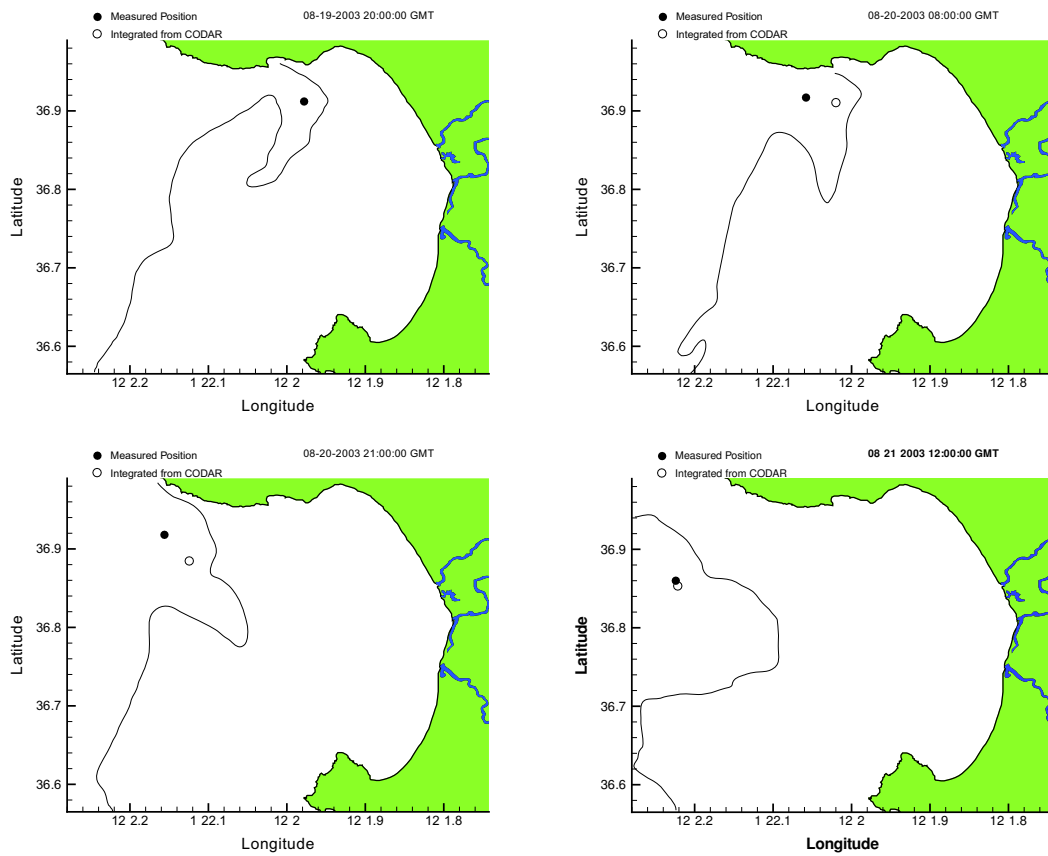 Measured Position 08-19-2003 20:00:00 GMT
Integrated from CODAR
36.9
36.8
36.7
36.6
Latitude
12 2.2 1 22.1 12 2 12 1.9 12 1.8
Longitude
Measured Position 08-20-2003 08:00:00 GMT
Integrated from CODAR
36.9
36.8
36.7
36.6
Latitude
12 2.2 1 22.1 12 2 12 1.9 12 1.8
Longitude
Measured Position 08-20-2003 21:00:00 GMT
Integrated from CODAR
36.9
36.8
36.7
36.6
Latitude
12 2.2 1 22.1 12 2 12 1.9 12 1.8
Longitude
Measured Position 08 21 2003 12:00:00 GMT
Integrated from CODAR
36.9
36.8
36.7
36.6
Latitude
12 2.2 1 22.1 12 2 12 1.9 12 1.8
Longitude